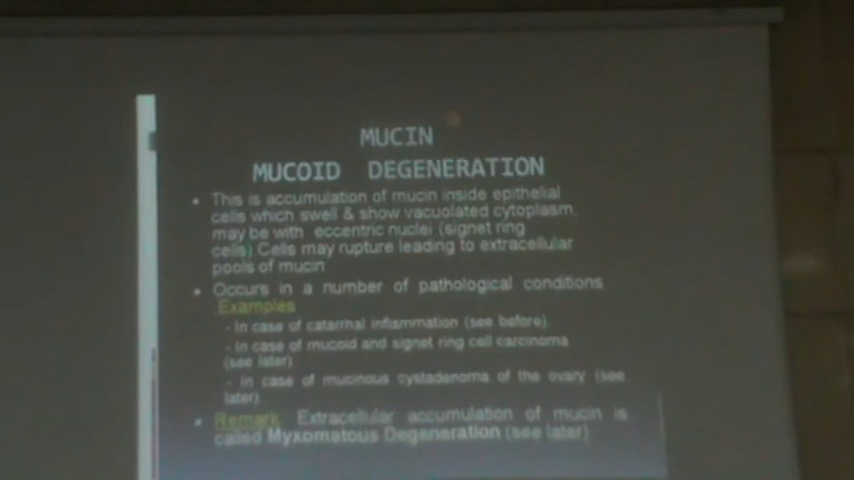 MUCIN
MUCOID DEGENERATION
• This is accumulation of mucin inside epithelial
cells which swell & show vacuolated cytoplasm,
may be with eccentric nuclei (signet ring
cells) Cells may rupture leading to extracellular
pools of mucin
• Occurs in a number of pathological conditions
Examples
- In case of catarrhal inflammation (see before)
- In case of mucoid and signet ring cell carcinoma
(see later)
- In case of mucinous cystadenoma of the ovary (see
later)
• Remark Extracellular accumulation of mucin is
called Myxomatous Degeneration (see later)